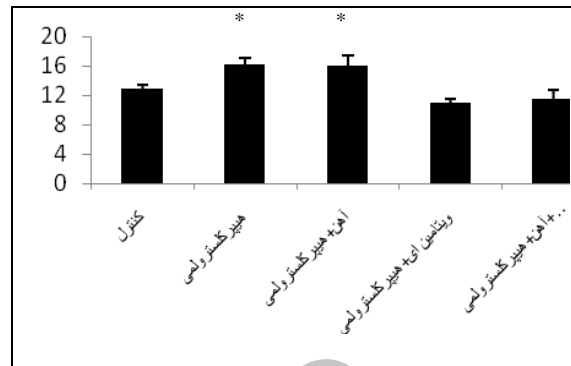 * *
20
16
12
8
4
0
کنترل
هیپرکلسترولمی
آهن+هیپرکلسترولمی
ویتامین ای+هیپرکلسترولمی
..+آهن+هیپرکلسترولمی